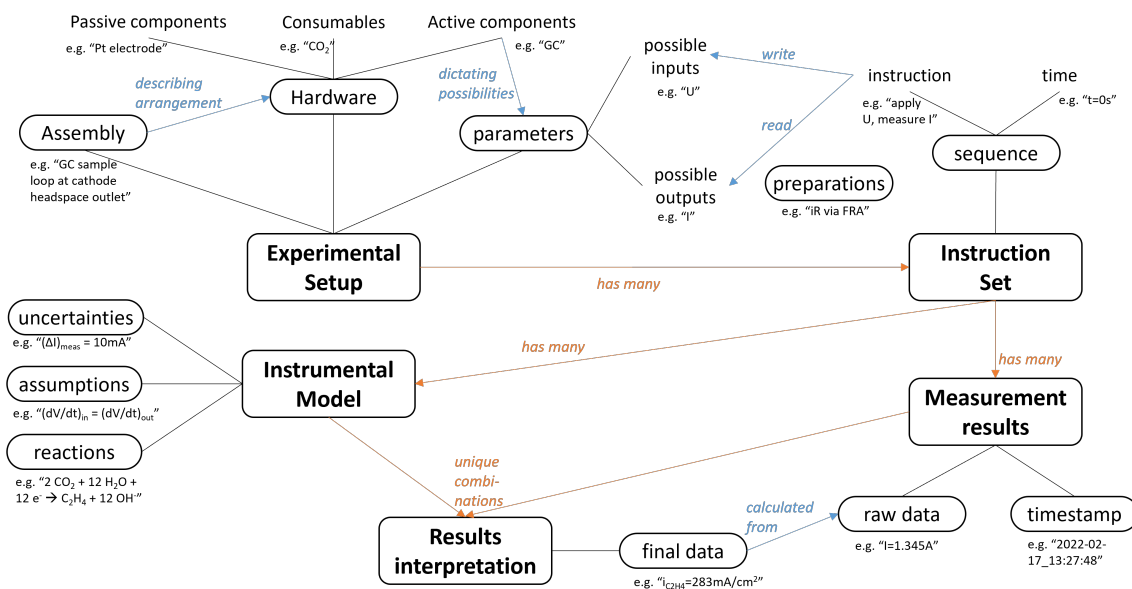 Passive components
e.g. “Pt electrode”
Consumables
e.g. “CO₂”
Active components
e.g. “GC”
describing
arrangement
Hardware
dictating
possibilities
Assembly
e.g. “GC sample
loop at cathode
headspace outlet”
parameters
possible
inputs
e.g. “U”
write
read
possible
outputs
e.g. “I”
instruction
e.g. “apply
U, measure I”
time
e.g. “t=0s”
sequence
preparations
e.g. “iR via FRA”
Experimental
Setup
has many
Instruction
Set
uncertainties
e.g. “(ΔI)meas = 10mA”
assumptions
e.g. “(dV/dt)in = (dV/dt)out”
reactions
e.g. “2 CO₂ + 12 H₂O +
12 e⁻ → C₂H₄ + 12 OH⁻”
Instrumental
Model
has many
has many
Measurement
results
unique
combi-
nations
Results
interpretation
final data
e.g. “iC2H4=283mA/cm²”
calculated
from
raw data
e.g. “I=1.345A”
timestamp
e.g. “2022-02-
17_13:27:48”